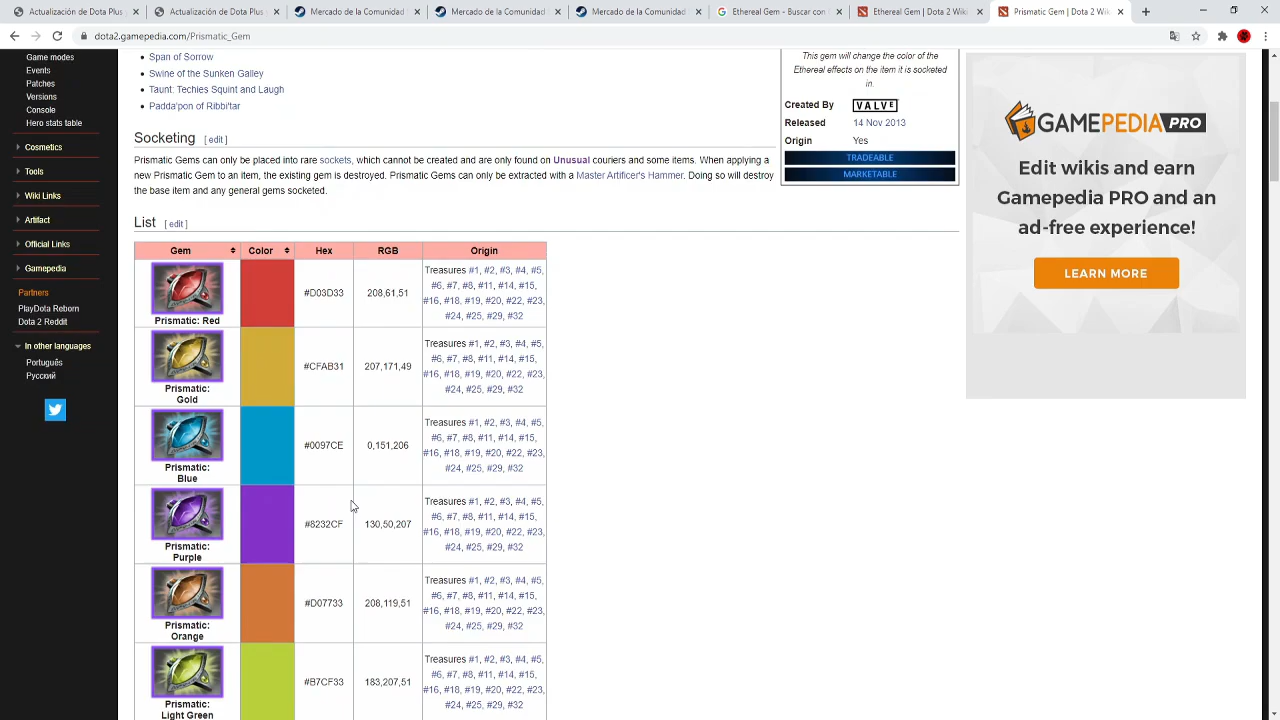 Actualización de Dota Plus
Actualización de Dota Plus
Mercado de la Comunidad
Mercado de la Comunidad
Mercado de la Comunidad
Ethereal Gem - Buscar con
Ethereal Gem | Dota 2 Wiki
Prismatic Gem | Dota 2 Wiki
dota2.gamepedia.com/Prismatic_Gem
Game modes
Events
Patches
Versions
Console
Hero stats table
Cosmetics
Tools
Wiki Links
Artifact
Official Links
Gamepedia
Partners
PlayDota Reborn
Dota 2 Reddit
In other languages
Português
Русский
Span of Sorrow
Swine of the Sunken Galley
Taunt: Techies Squint and Laugh
Padda'pon of Ribbi'tar
Socketing [ edit ]
Prismatic Gems can only be placed into rare sockets, which cannot be created and are only found on Unusual couriers and some items. When applying a
new Prismatic Gem to an item, the existing gem is destroyed. Prismatic Gems can only be extracted with a Master Artificer's Hammer. Doing so will destroy
the base item and any general gems socketed.
This gem will change the color of the
Ethereal effects on the item it is socketed
in.
Created By VALVE
Released 14 Nov 2013
Origin Yes
TRADEABLE
MARKETABLE
List [ edit ]
Gem Color Hex RGB Origin
Prismatic: Red
#D03D33
208,61,51
Treasures #1, #2, #3, #4, #5,
#6, #7, #8, #11, #14, #15,
#16, #18, #19, #20, #22, #23,
#24, #25, #29, #32
Prismatic:
Gold
#CFAB31
207,171,49
Treasures #1, #2, #3, #4, #5,
#6, #7, #8, #11, #14, #15,
#16, #18, #19, #20, #22, #23,
#24, #25, #29, #32
Prismatic:
Blue
#0097CE
0,151,206
Treasures #1, #2, #3, #4, #5,
#6, #7, #8, #11, #14, #15,
#16, #18, #19, #20, #22, #23,
#24, #25, #29, #32
Prismatic:
Purple
#8232CF
130,50,207
Treasures #1, #2, #3, #4, #5,
#6, #7, #8, #11, #14, #15,
#16, #18, #19, #20, #22, #23,
#24, #25, #29, #32
Prismatic:
Orange
#D07733
208,119,51
Treasures #1, #2, #3, #4, #5,
#6, #7, #8, #11, #14, #15,
#16, #18, #19, #20, #22, #23,
#24, #25, #29, #32
Prismatic:
Light Green
#B7CF33
183,207,51
Treasures #1, #2, #3, #4, #5,
#6, #7, #8, #11, #14, #15,
#16, #18, #19, #20, #22, #23,
#24, #25, #29, #32
GAMEPEDIA PRO
Edit wikis and earn
Gamepedia PRO and an
ad-free experience!
LEARN MORE